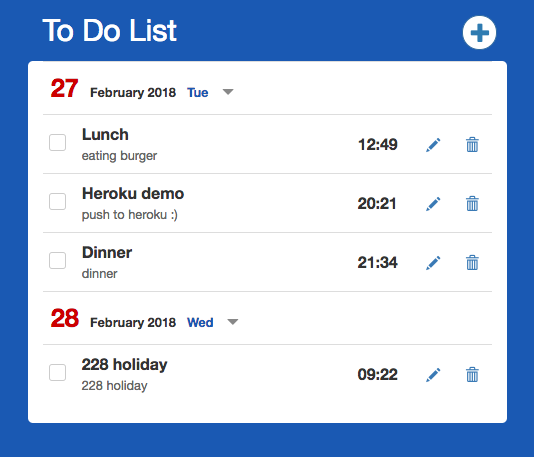 To Do List
27 February 2018 Tue
Lunch 12:49
eating burger
Heroku demo 20:21
push to heroku :)
Dinner 21:34
dinner
28 February 2018 Wed
228 holiday 09:22
228 holiday